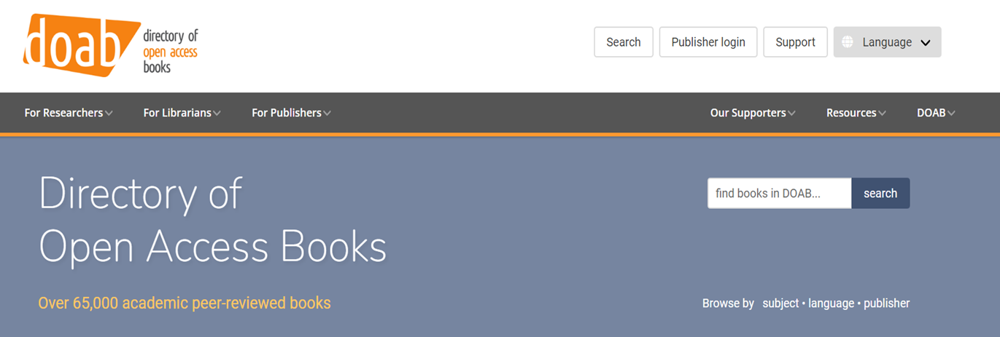 doab
directory of
open access
books
Search
Publisher login
Support
Language
For Researchers
For Librarians
For Publishers
Our Supporters
Resources
DOAB
Directory of
Open Access Books
find books in DOAB...
search
Over 65,000 academic peer-reviewed books
Browse by subject • language • publisher